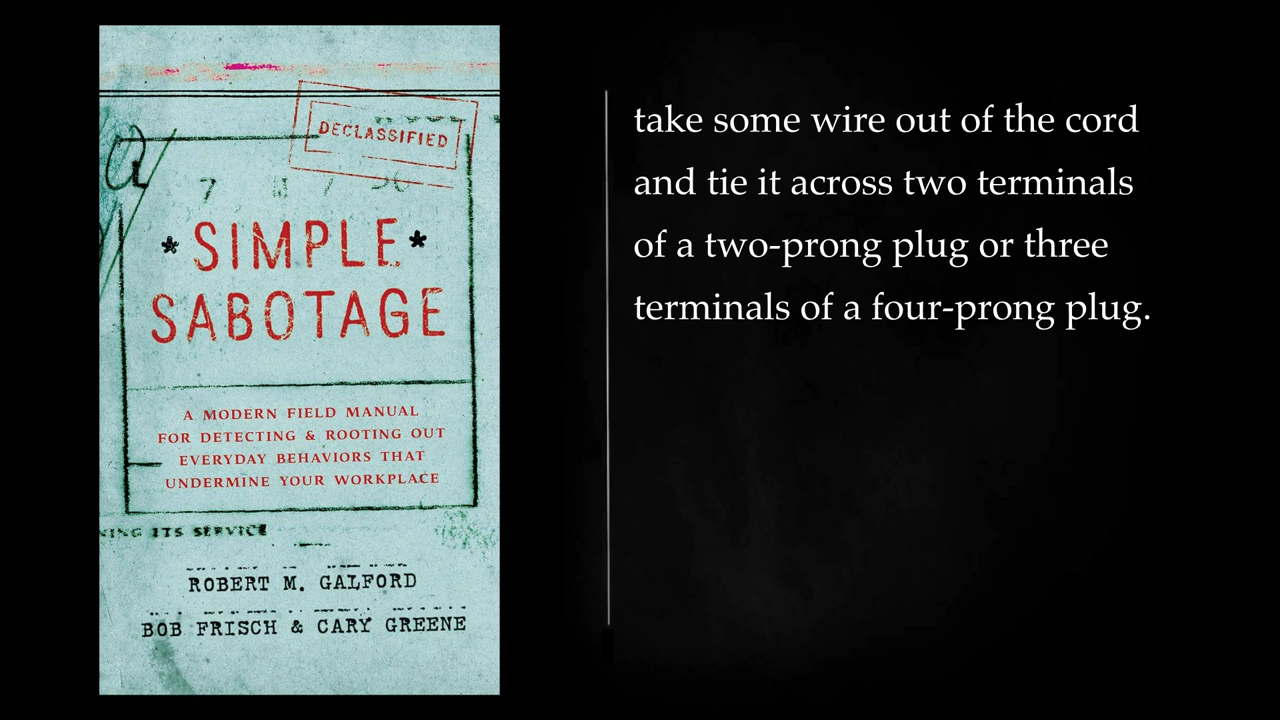 DECLASSIFIED
*SIMPLE*
SABOTAGE
A MODERN FIELD MANUAL
FOR DETECTING & ROOTING OUT
EVERYDAY BEHAVIORS THAT
UNDERMINE YOUR WORKPLACE
ITS SERVICE
ROBERT M. GALFORD
BOB FRISCH & CARY GREENE
take some wire out of the cord
and tie it across two terminals
of a two-prong plug or three
terminals of a four-prong plug.